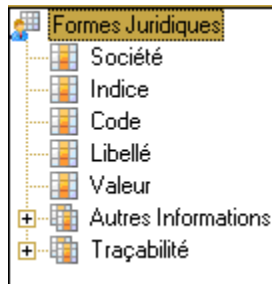 Formes Juridiques
Société
Indice
Code
Libellé
Valeur
Autres Informations
Traçabilité